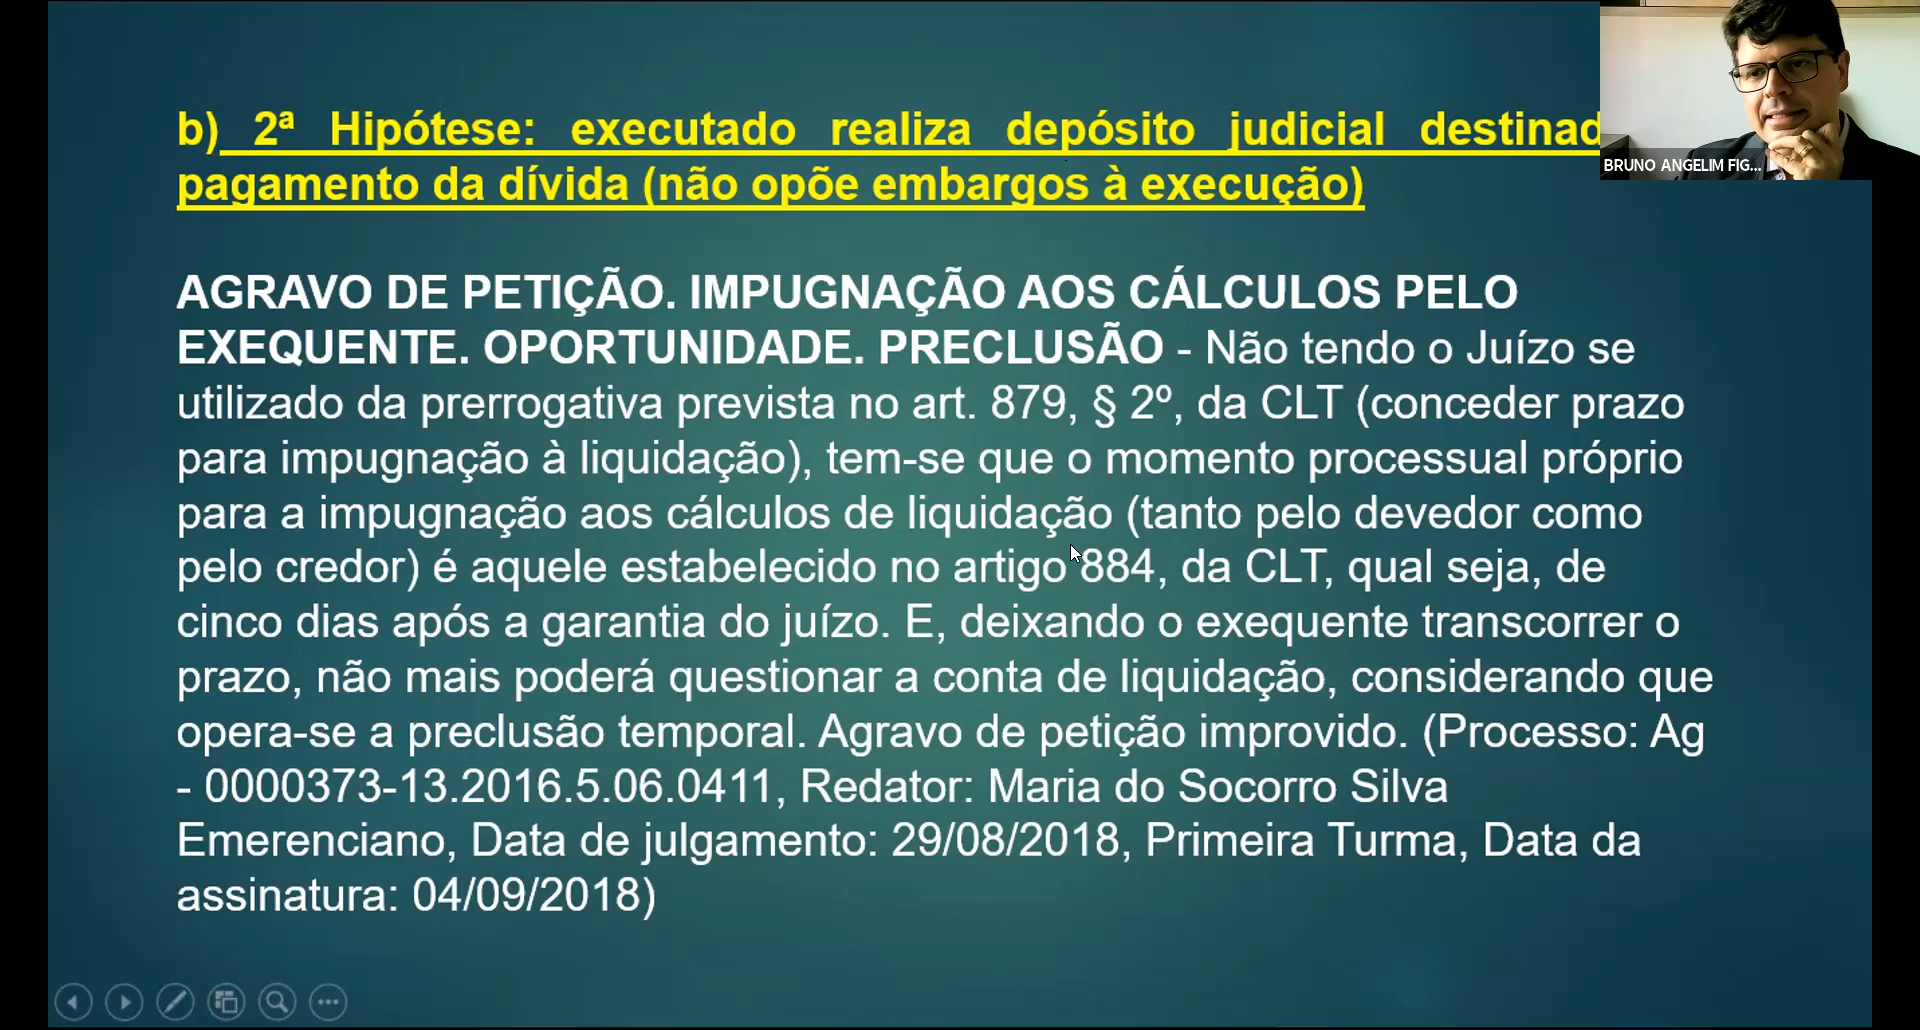 b) 2ª Hipótese: executado realiza depósito judicial destinad
pagamento da dívida (não opõe embargos à execução)
BRUNO ANGELIM FIG...
AGRAVO DE PETIÇÃO. IMPUGNAÇÃO AOS CÁLCULOS PELO
EXEQUENTE. OPORTUNIDADE. PRECLUSÃO - Não tendo o Juízo se
utilizado da prerrogativa prevista no art. 879, § 2º, da CLT (conceder prazo
para impugnação à liquidação), tem-se que o momento processual próprio
para a impugnação aos cálculos de liquidação (tanto pelo devedor como
pelo credor) é aquele estabelecido no artigo 884, da CLT, qual seja, de
cinco dias após a garantia do juízo. E, deixando o exequente transcorrer o
prazo, não mais poderá questionar a conta de liquidação, considerando que
opera-se a preclusão temporal. Agravo de petição improvido. (Processo: Ag
- 0000373-13.2016.5.06.0411, Redator: Maria do Socorro Silva
Emerenciano, Data de julgamento: 29/08/2018, Primeira Turma, Data da
assinatura: 04/09/2018)